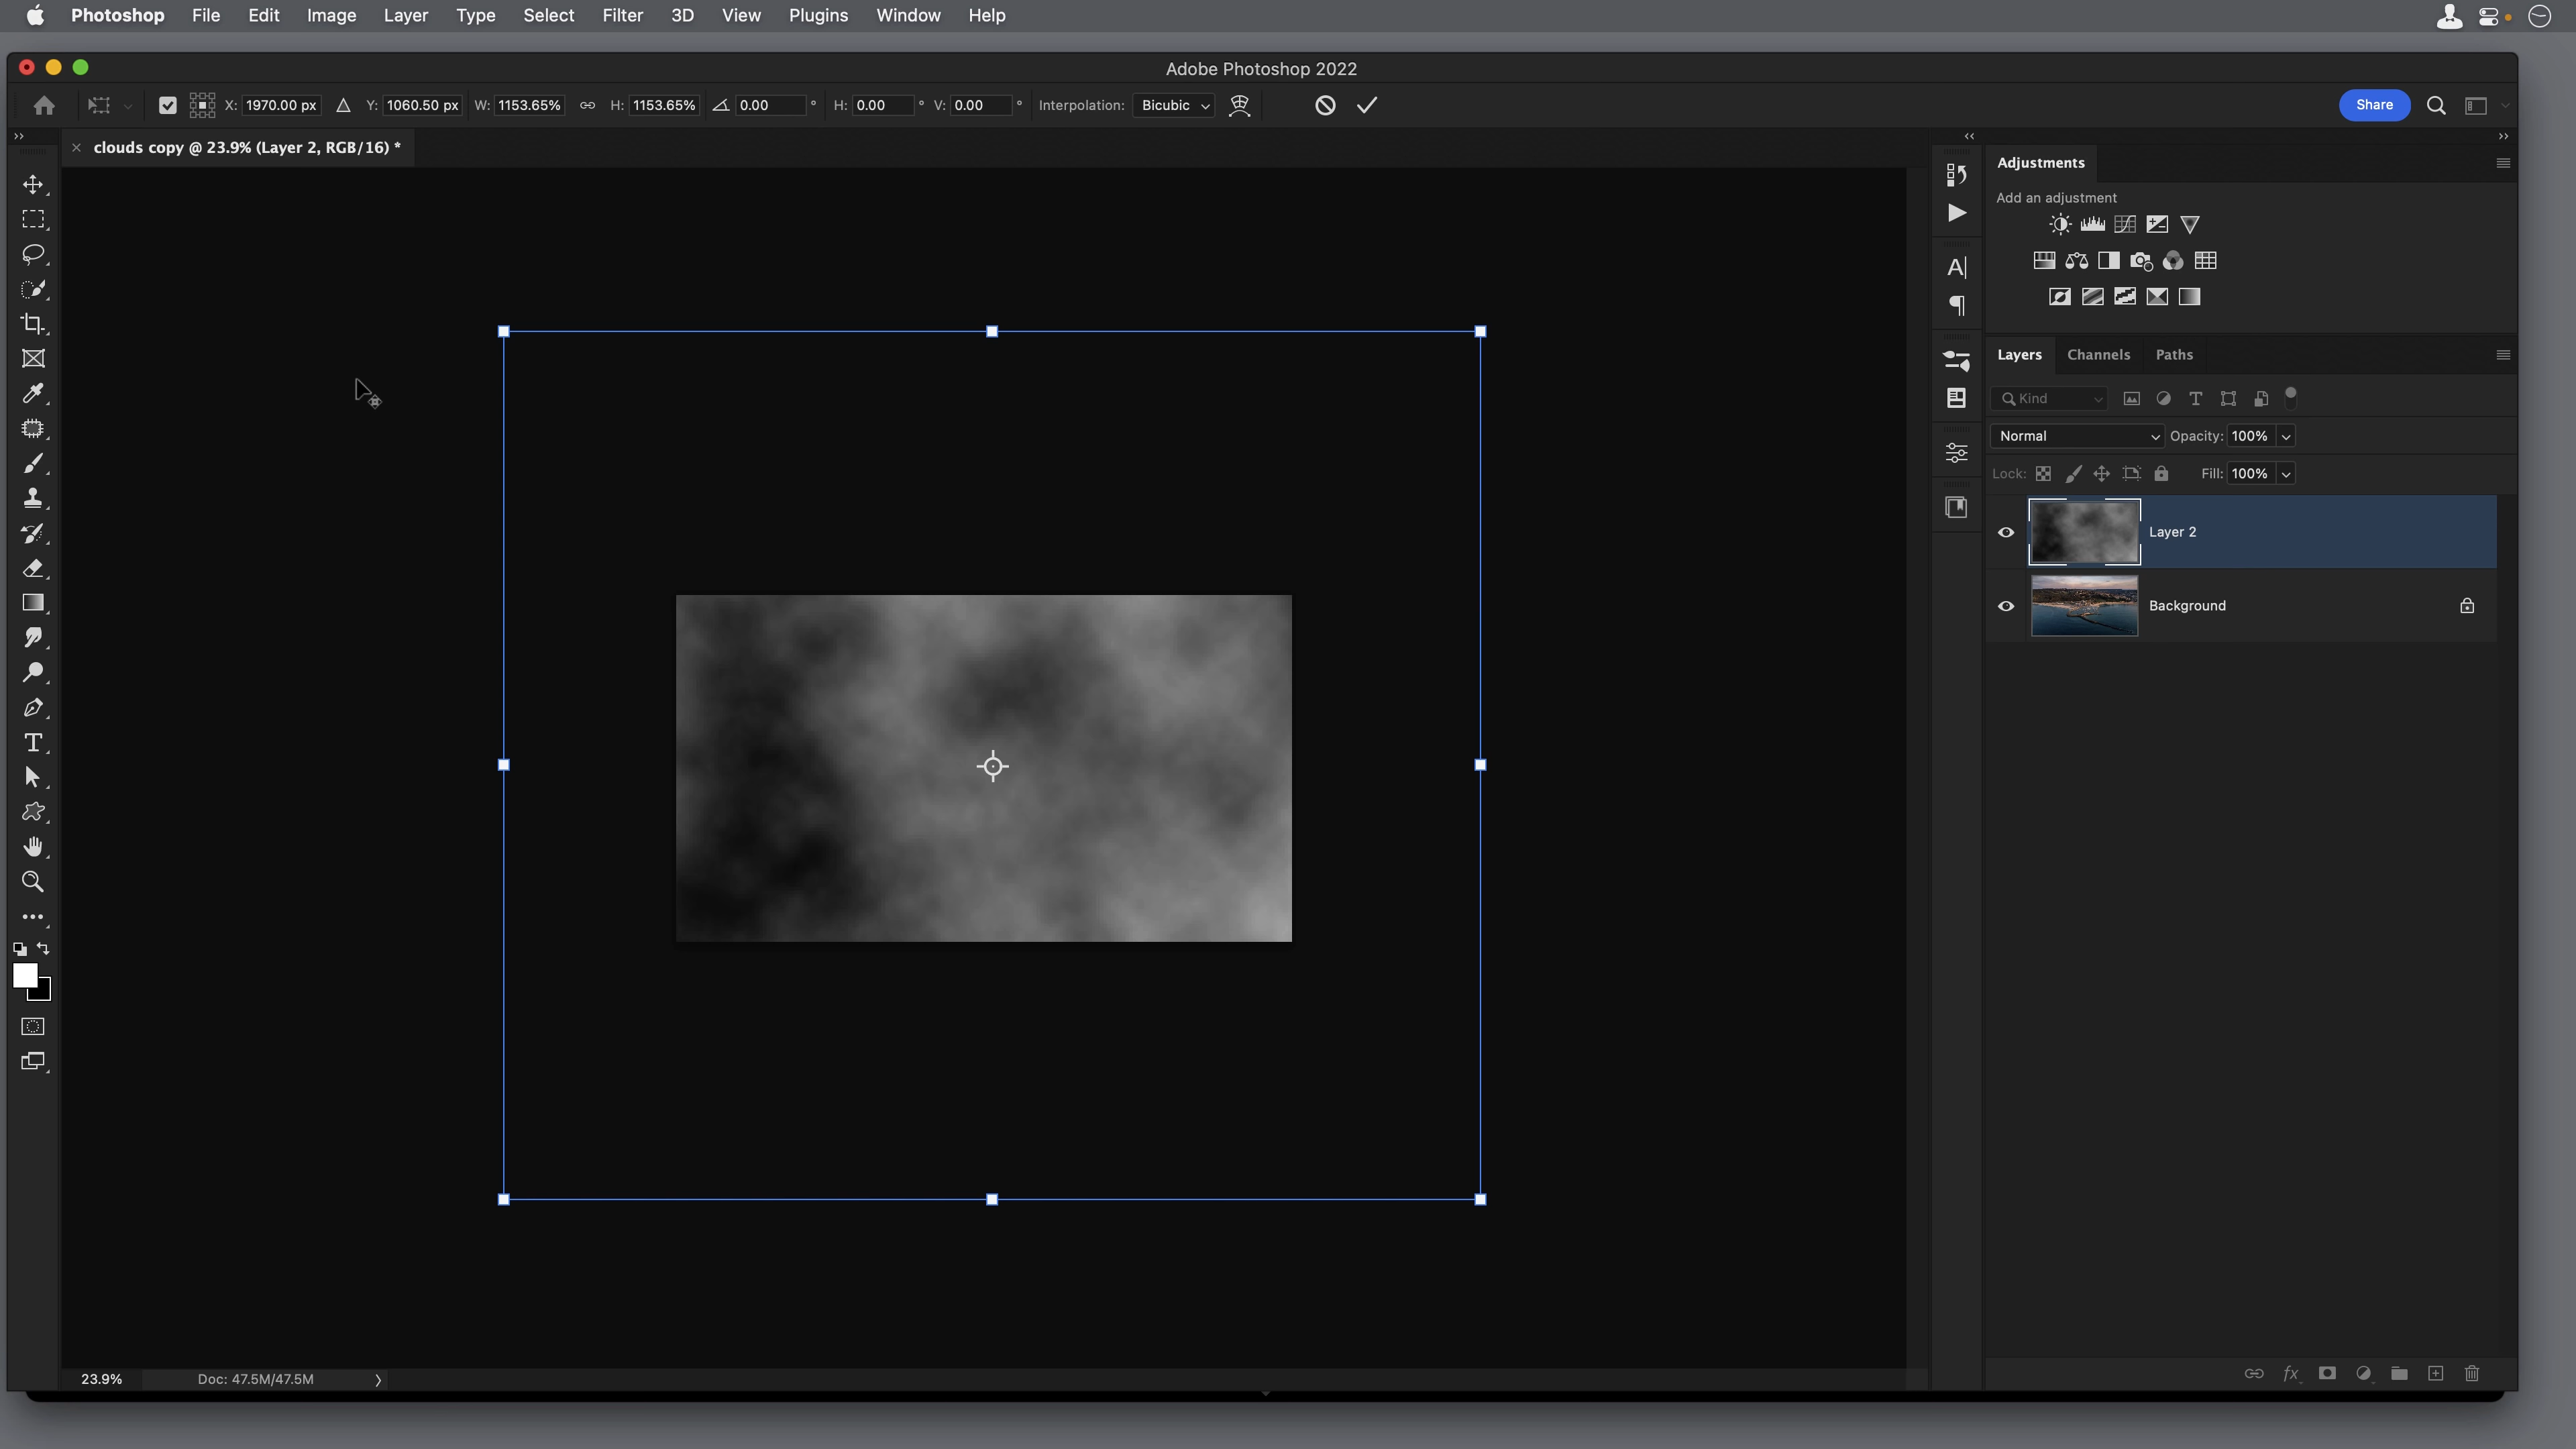 Photoshop File Edit Image Layer Type Select Filter 3D View Plugins Window Help
Adobe Photoshop 2022
X: 1970.00 px Y: 1060.50 px W: 1153.65% H: 1153.65% 0.00 ° H: 0.00 ° V: 0.00 ° Interpolation: Bicubic Share
clouds copy @ 23.9% (Layer 2, RGB/16) *
Adjustments
Add an adjustment
Layers Channels Paths
Kind
Normal Opacity: 100%
Lock: Fill: 100%
Layer 2
Background
23.9% Doc: 47.5M/47.5M